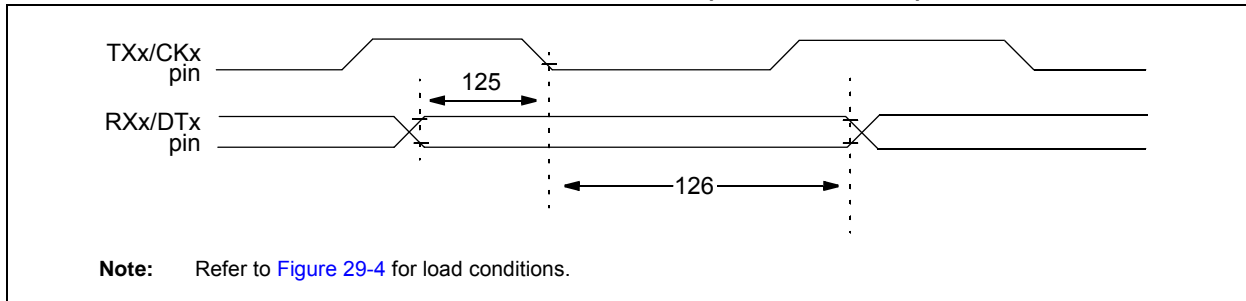 TXx/CKx
pin
125
RXx/DTx
pin
126
Note: Refer to Figure 29-4 for load conditions.